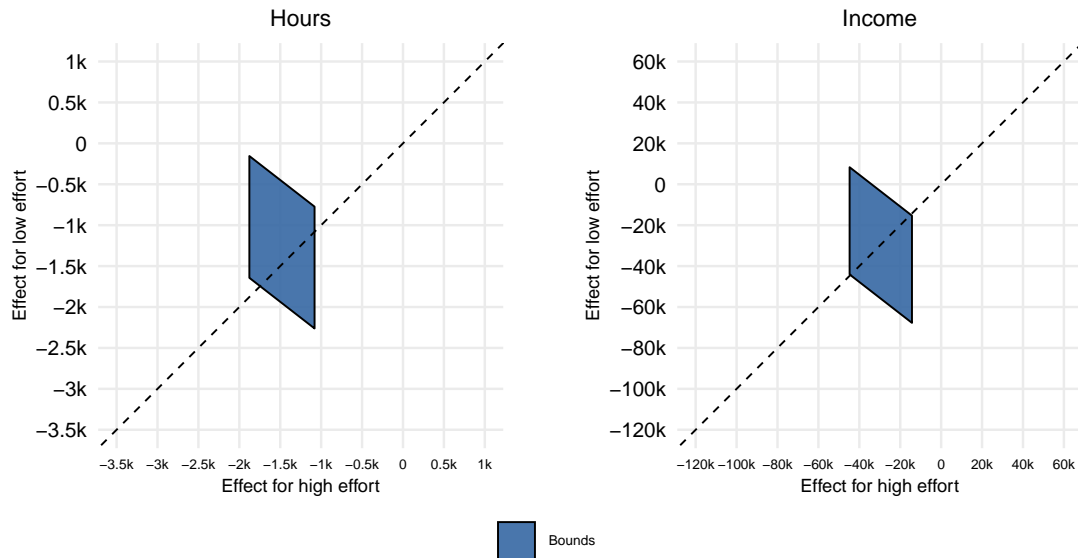 Hours
1k
0.5k
0
−0.5k
−1k
−1.5k
−2k
−2.5k
−3k
−3.5k
Effect for low effort
−3.5k −3k −2.5k −2k −1.5k −1k −0.5k 0 0.5k 1k
Effect for high effort
Income
60k
40k
20k
0
−20k
−40k
−60k
−80k
−100k
−120k
Effect for low effort
−120k −100k −80k −60k −40k −20k 0 20k 40k 60k
Effect for high effort
Bounds